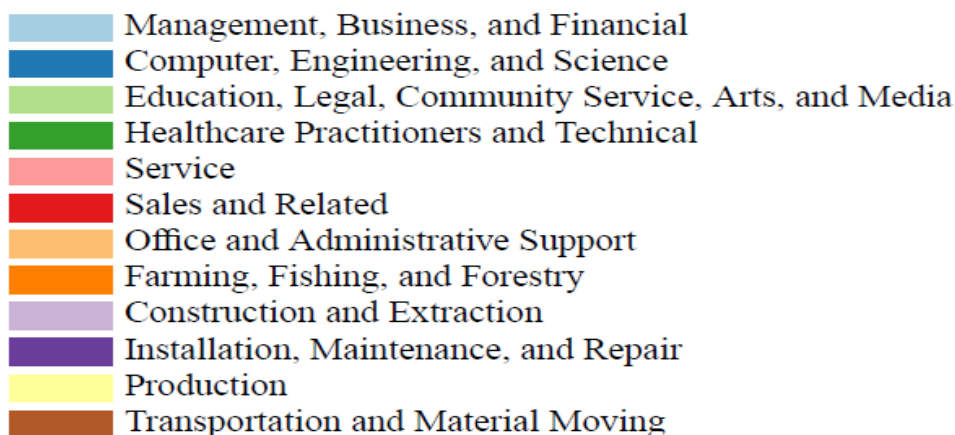 Management, Business, and Financial
Computer, Engineering, and Science
Education, Legal, Community Service, Arts, and Media
Healthcare Practitioners and Technical
Service
Sales and Related
Office and Administrative Support
Farming, Fishing, and Forestry
Construction and Extraction
Installation, Maintenance, and Repair
Production
Transportation and Material Moving